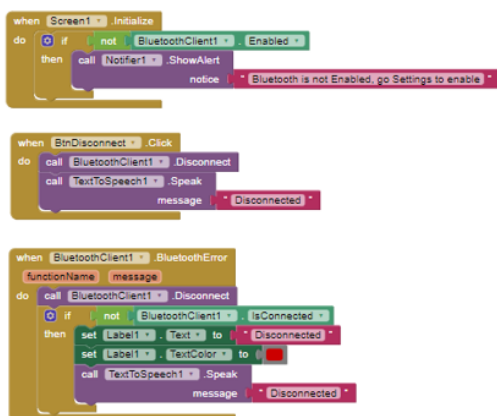 when Screen1 .Initialize
do if not BluetoothClient1 . Enabled
then call Notifier1 .ShowAlert
notice " Bluetooth is not Enabled, go Settings to enable "
when BtnDisconnect .Click
do call BluetoothClient1 .Disconnect
call TextToSpeech1 .Speak
message " Disconnected "
when BluetoothClient1 .BluetoothError
functionName message
do call BluetoothClient1 .Disconnect
if not BluetoothClient1 . IsConnected
then set Label1 . Text to " Disconnected "
set Label1 . TextColor to
call TextToSpeech1 .Speak
message " Disconnected "